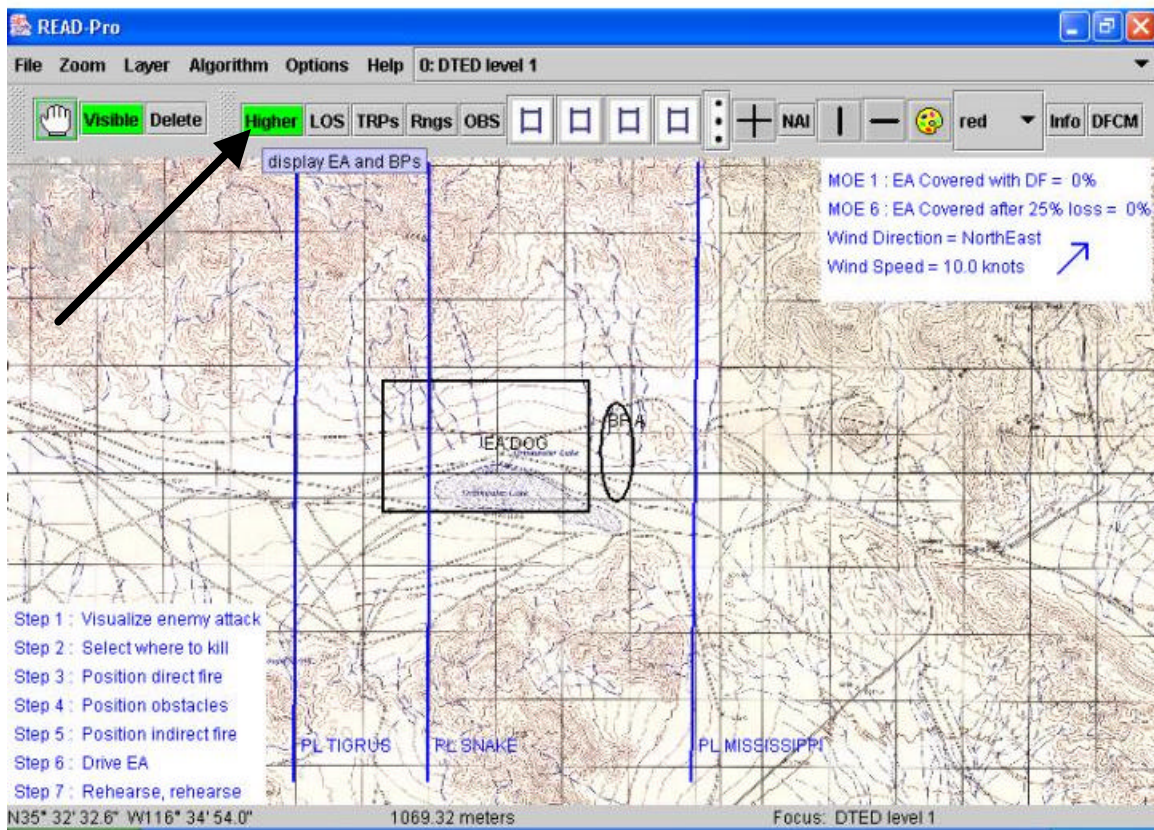 READ-Pro
File Zoom Layer Algorithm Options Help 0: DTED level 1
Visible Delete Higher LOS TRPs Rngs OBS NAI red Info DFCM
display EA and BPs
MOE 1 : EA Covered with DF = 0%
MOE 6 : EA Covered after 25% loss = 0%
Wind Direction = NorthEast
Wind Speed = 10.0 knots
BP A
EA DOG
Step 1 : Visualize enemy attack
Step 2 : Select where to kill
Step 3 : Position direct fire
Step 4 : Position obstacles
Step 5 : Position indirect fire
Step 6 : Drive EA
Step 7 : Rehearse, rehearse
PL TIGRUS PL SNAKE PL MISSISSIPPI
N35° 32' 32.6" W116° 34' 54.0" 1069.32 meters Focus: DTED level 1